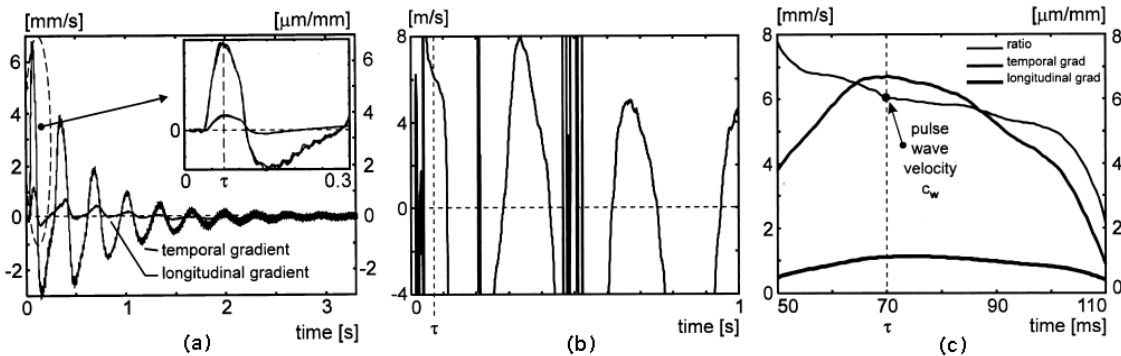 [mm/s]
[μm/mm]
6
4
2
0
-2
6
4
2
0
-2
0
0
τ
0.3
temporal gradient
longitudinal gradient
0
1
2
3
time [s]
(a)
[m/s]
8
4
0
-4
0
τ
1
time [s]
(b)
[mm/s]
[μm/mm]
8
6
4
2
0
8
6
4
2
0
ratio
temporal grad
longitudinal grad
pulse
wave
velocity
cw
50
70
90
110
τ
time [ms]
(c)